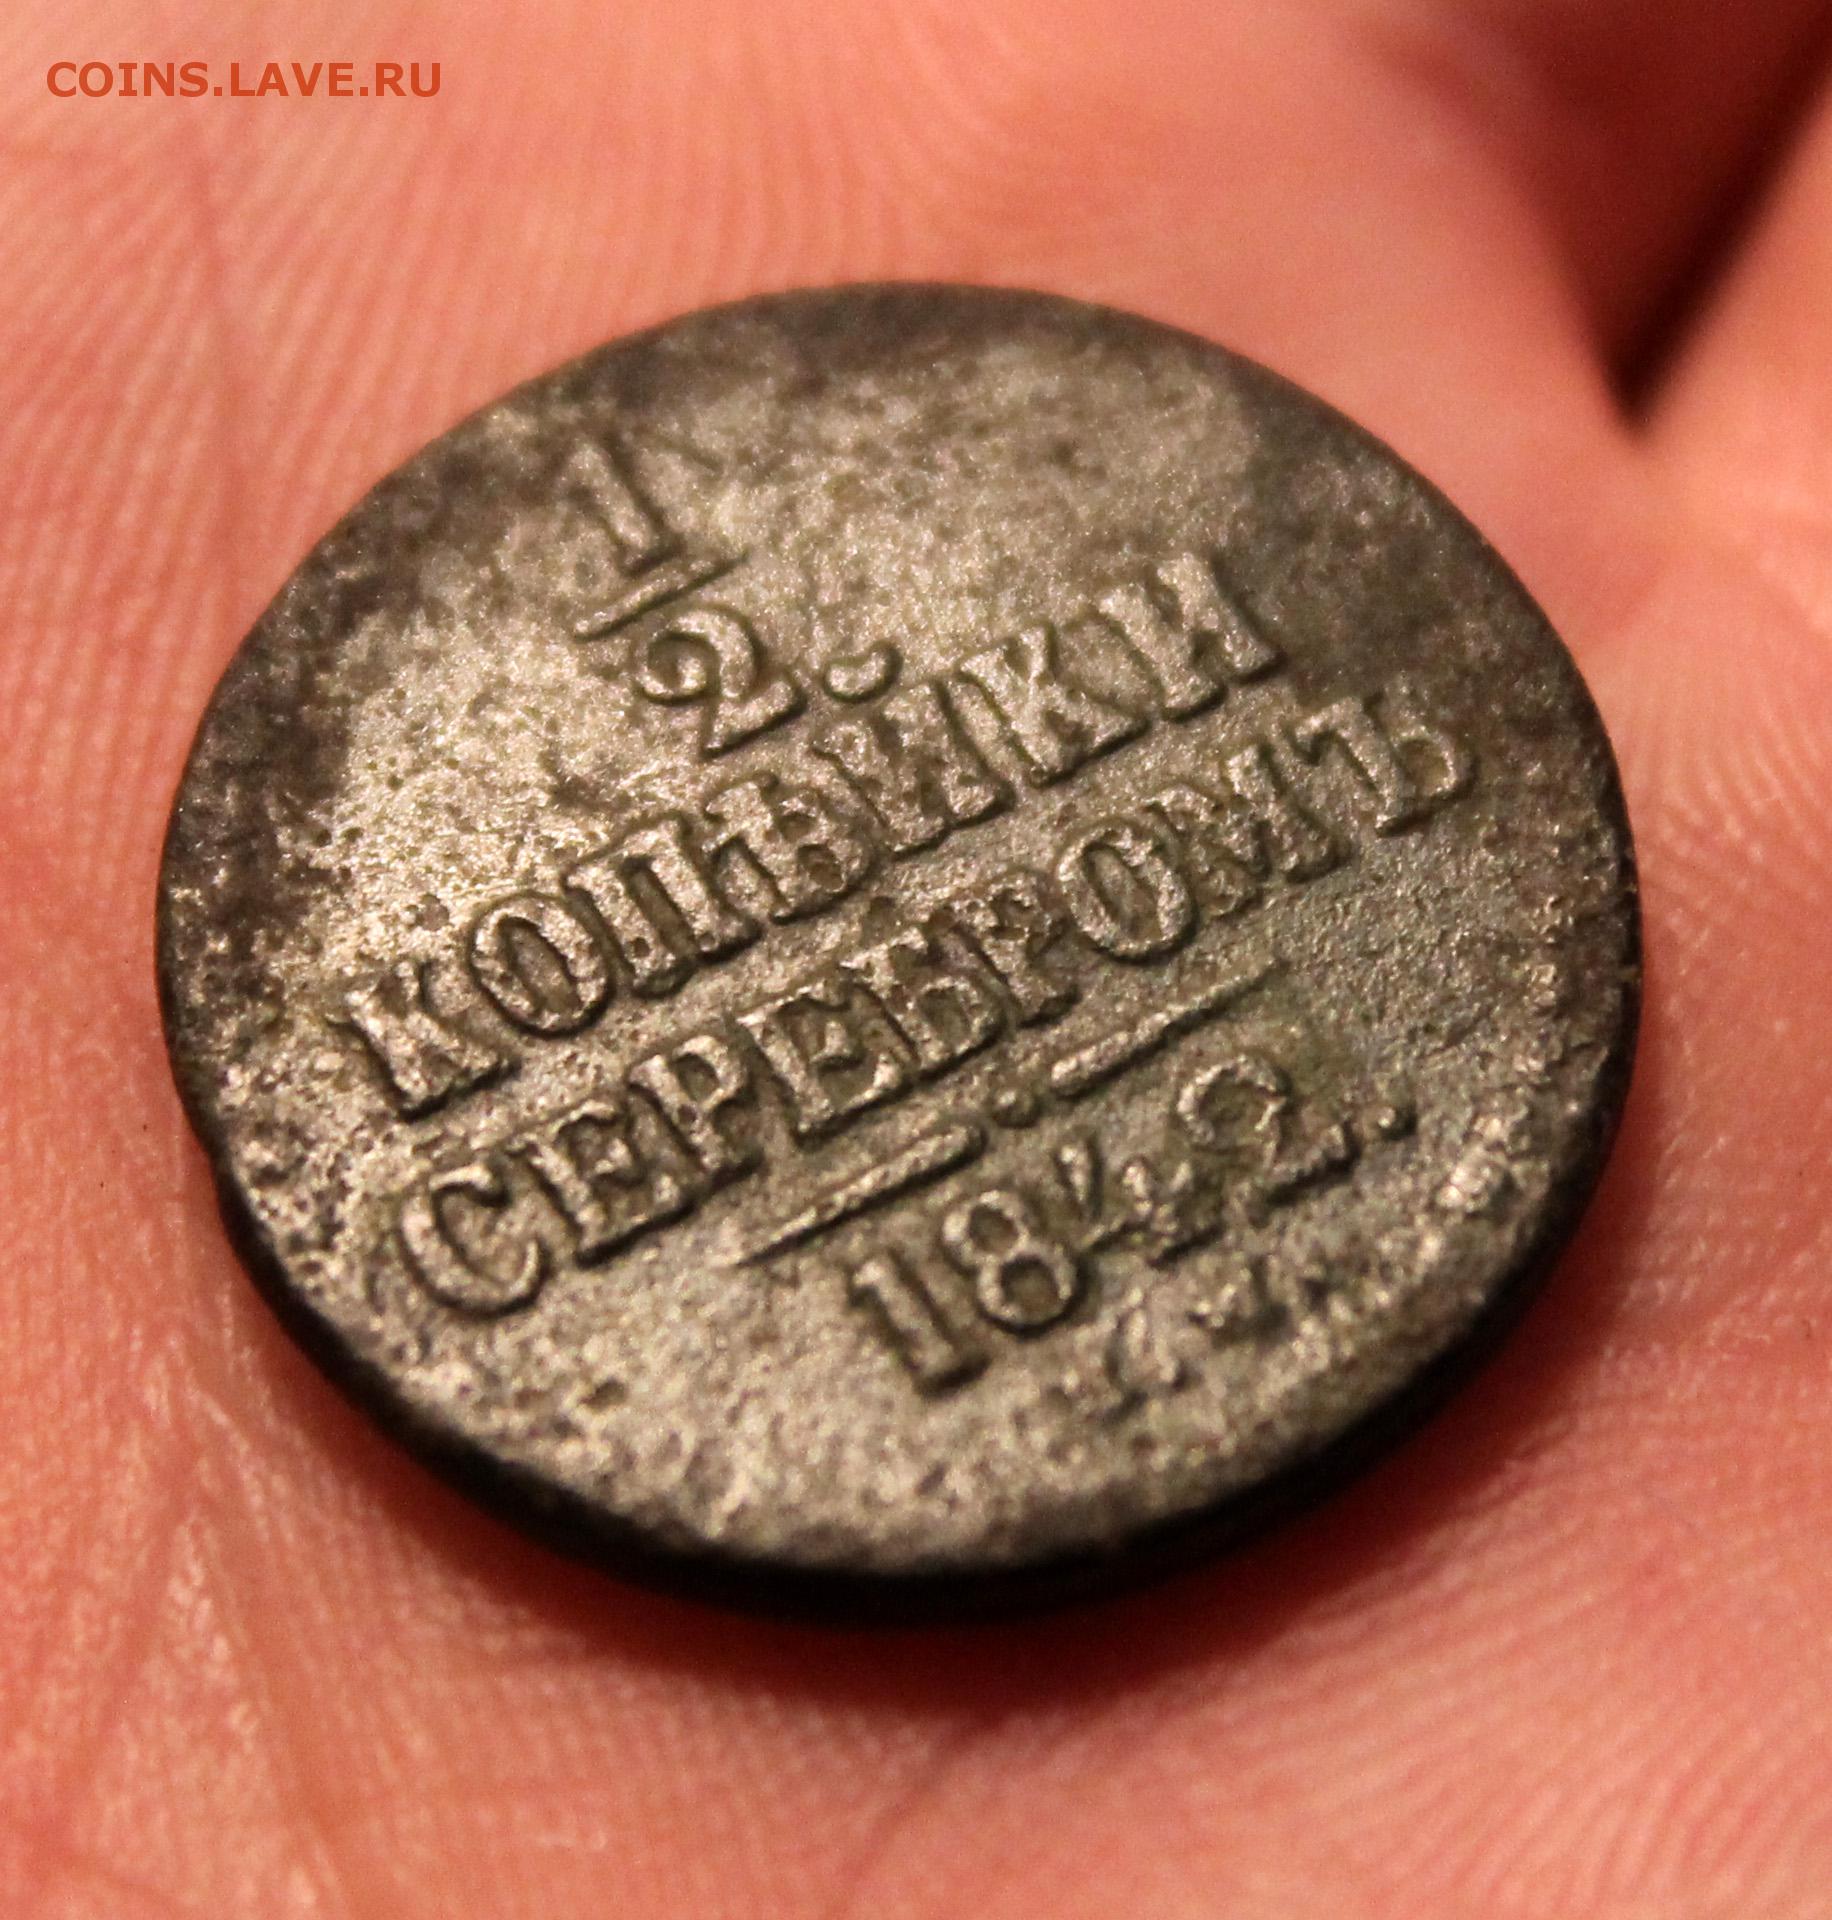 COINS.LAVE.RU
1
2
КОПѢЙКИ
СЕРЕБРОМЪ
1842.